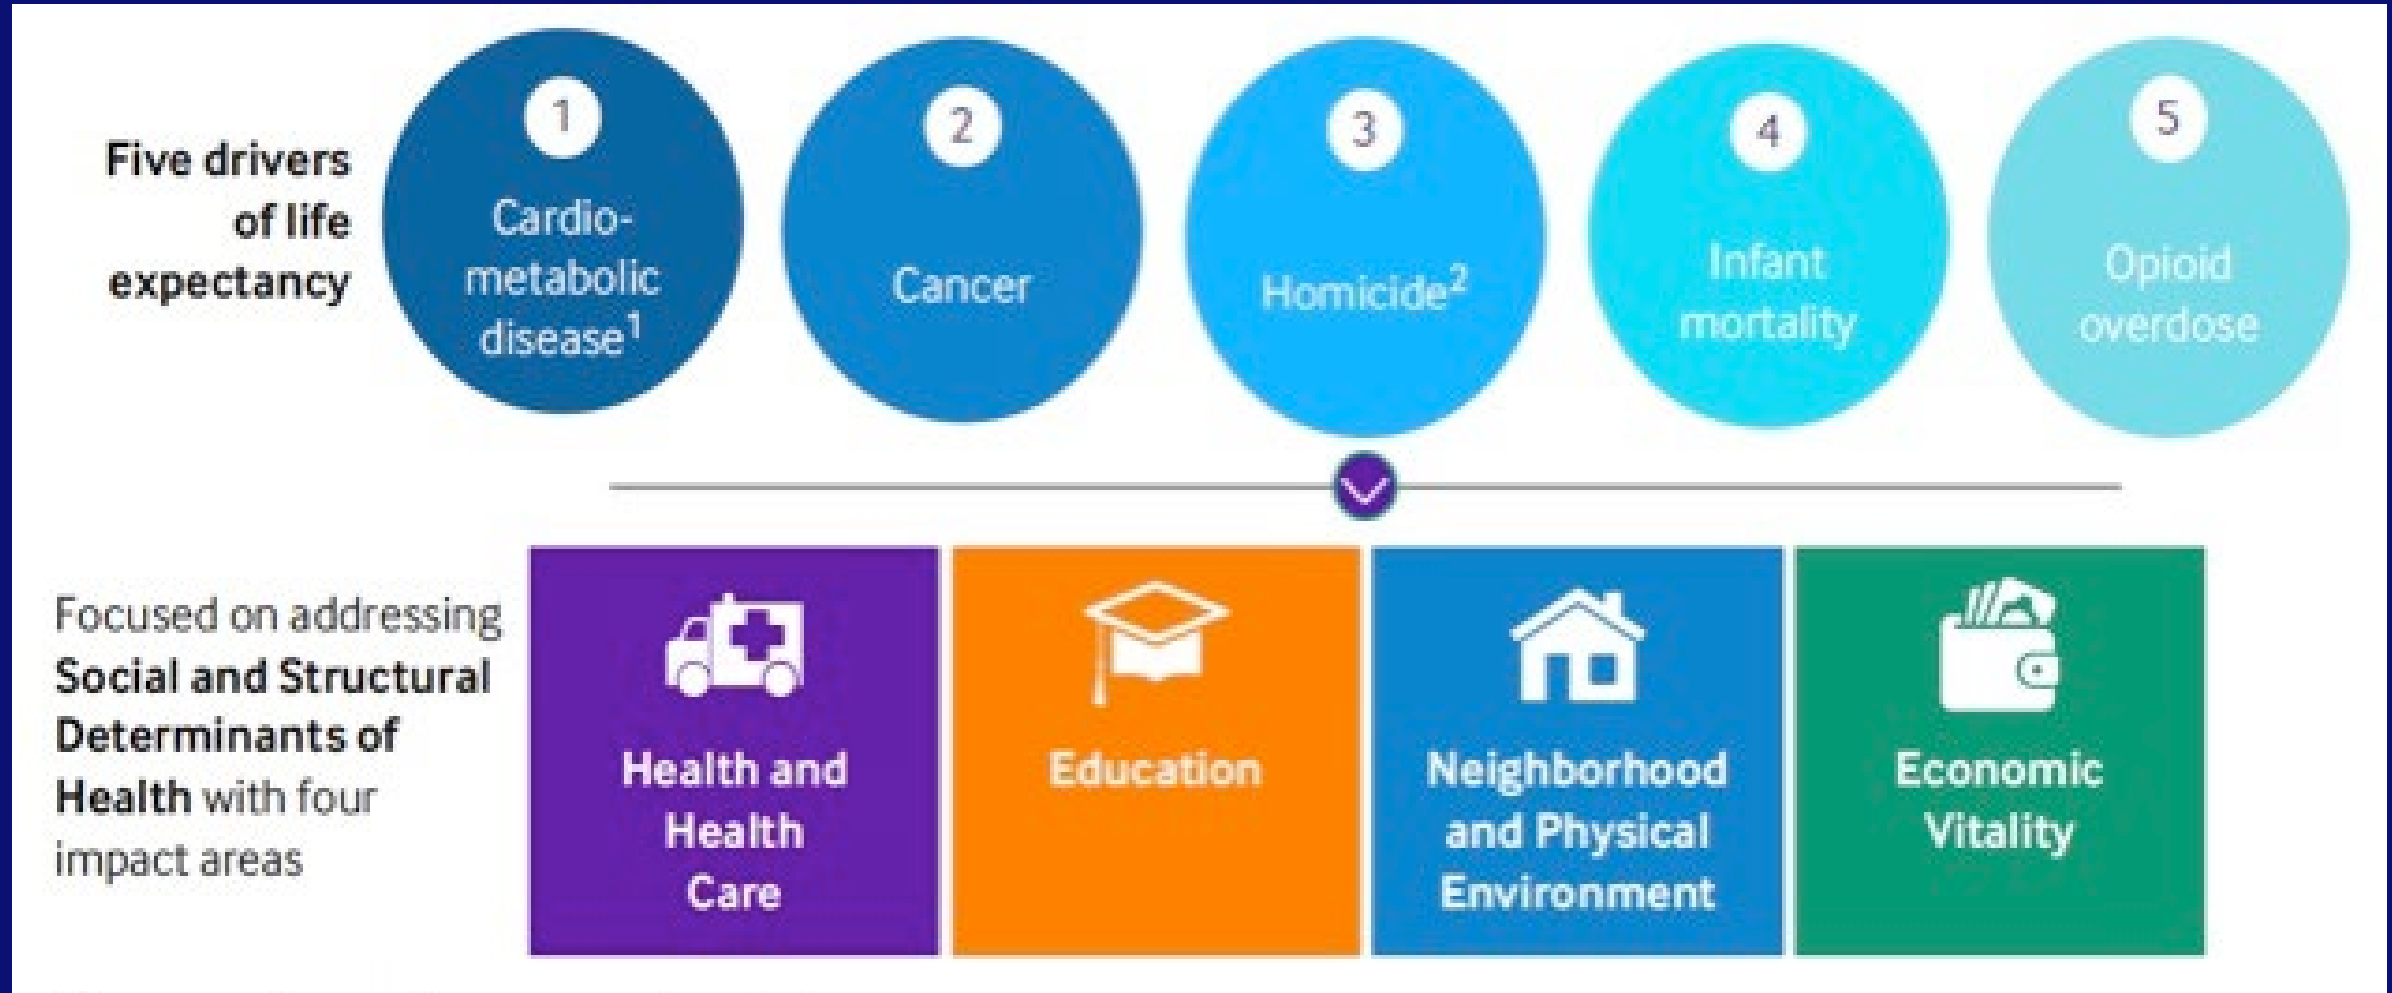 Five drivers
of life
expectancy
1
Cardio-
metabolic
disease¹
2
Cancer
3
Homicide²
4
Infant
mortality
5
Opioid
overdose
Focused on addressing
Social and Structural
Determinants of
Health with four
impact areas
Health and
Health
Care
Education
Neighborhood
and Physical
Environment
Economic
Vitality